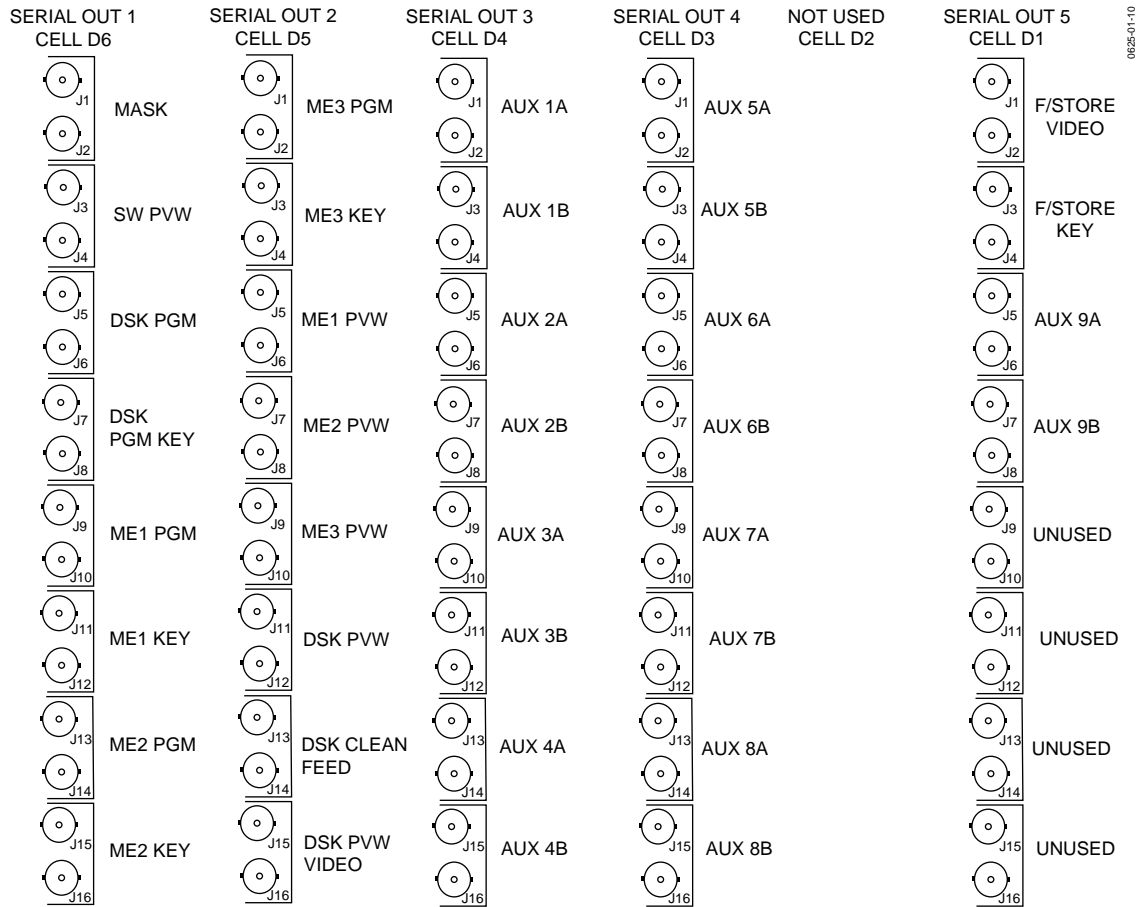 SERIAL OUT 1
CELL D6
J1
MASK
J2
J3
SW PVW
J4
J5
DSK PGM
J6
J7
DSK
PGM KEY
J8
J9
ME1 PGM
J10
J11
ME1 KEY
J12
J13
ME2 PGM
J14
J15
ME2 KEY
J16
SERIAL OUT 2
CELL D5
J1
ME3 PGM
J2
J3
ME3 KEY
J4
J5
ME1 PVW
J6
J7
ME2 PVW
J8
J9
ME3 PVW
J10
J11
DSK PVW
J12
J13
DSK CLEAN
FEED
J14
J15
DSK PVW
VIDEO
J16
SERIAL OUT 3
CELL D4
J1
AUX 1A
J2
J3
AUX 1B
J4
J5
AUX 2A
J6
J7
AUX 2B
J8
J9
AUX 3A
J10
J11
AUX 3B
J12
J13
AUX 4A
J14
J15
AUX 4B
J16
SERIAL OUT 4
CELL D3
J1
AUX 5A
J2
J3
AUX 5B
J4
J5
AUX 6A
J6
J7
AUX 6B
J8
J9
AUX 7A
J10
J11
AUX 7B
J12
J13
AUX 8A
J14
J15
AUX 8B
J16
NOT USED
CELL D2
SERIAL OUT 5
CELL D1
J1
F/STORE
VIDEO
J2
J3
F/STORE
KEY
J4
J5
AUX 9A
J6
J7
AUX 9B
J8
J9
UNUSED
J10
J11
UNUSED
J12
J13
UNUSED
J14
J15
UNUSED
J16
0625-01-10